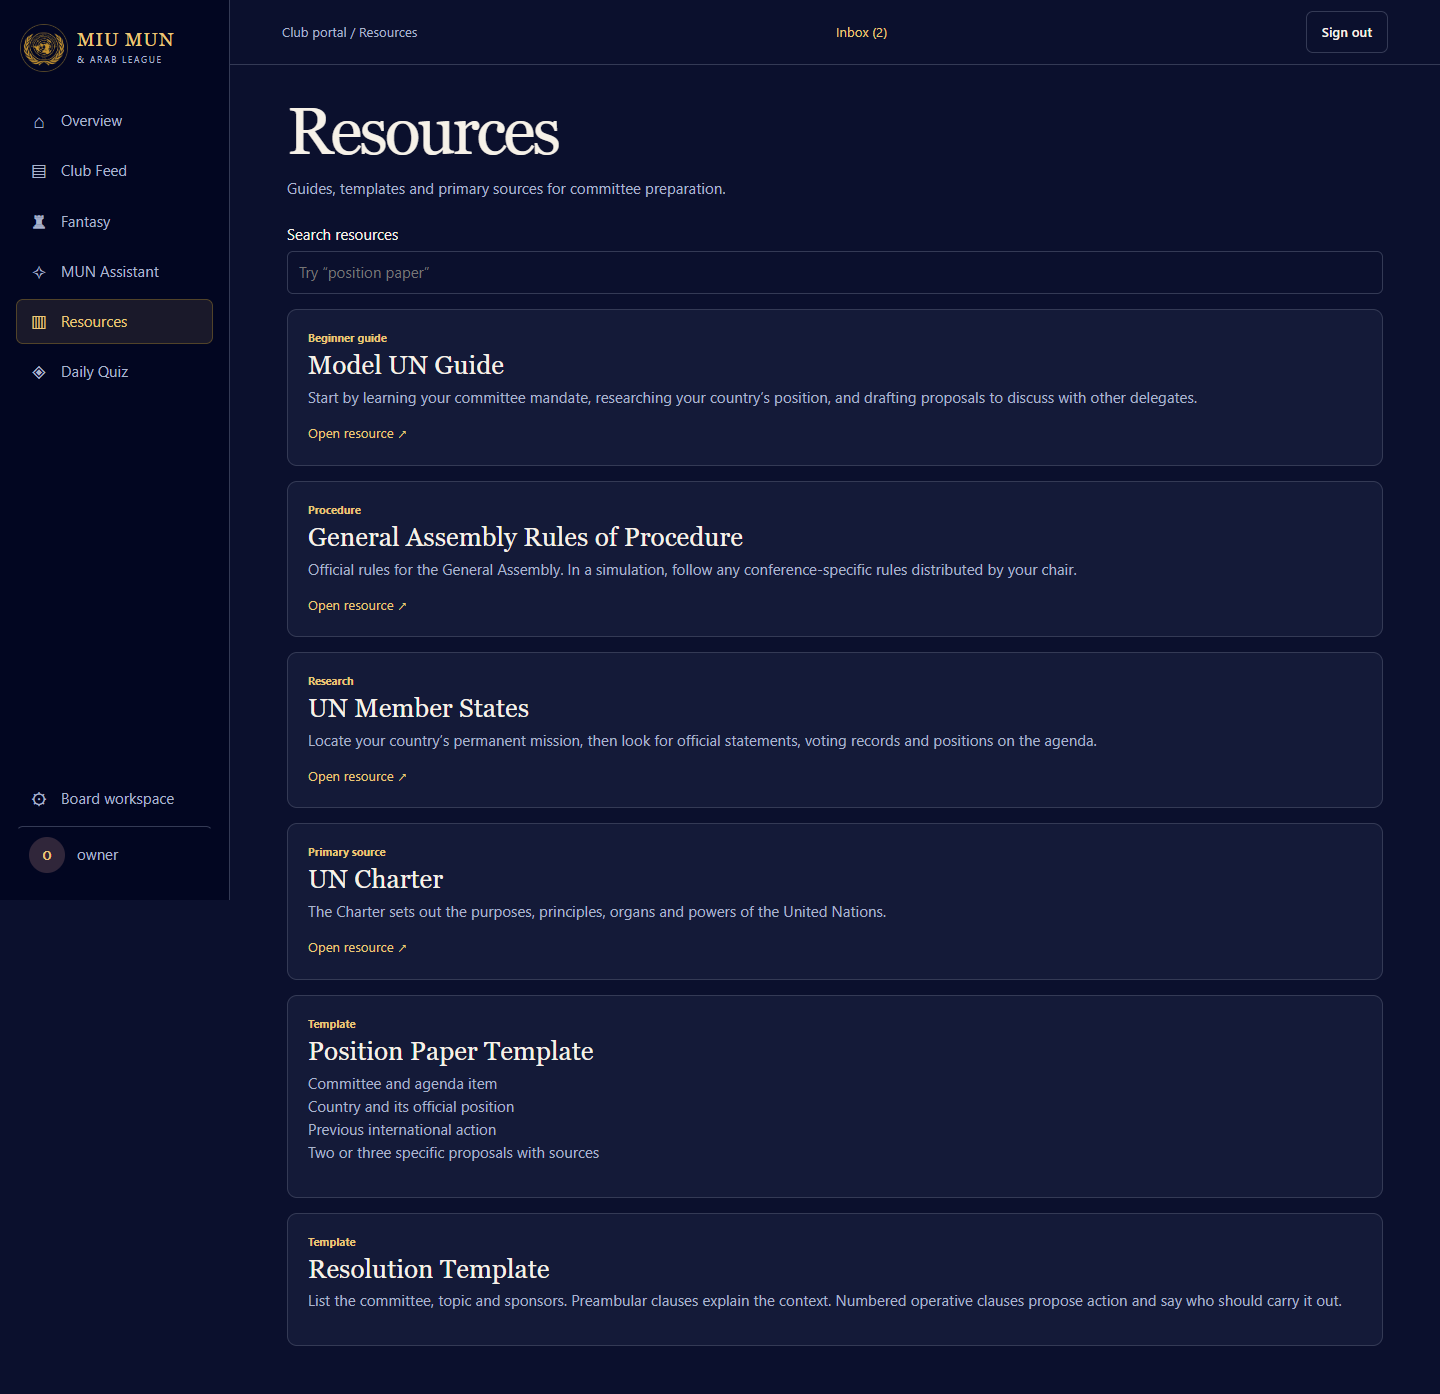 MIU MUN
& ARAB LEAGUE
Overview
Club Feed
Fantasy
MUN Assistant
Resources
Daily Quiz
Board workspace
O
owner
Club portal / Resources
Inbox (2)
Sign out
Resources
Guides, templates and primary sources for committee preparation.
Search resources
Try “position paper”
Beginner guide
Model UN Guide
Start by learning your committee mandate, researching your country’s position, and drafting proposals to discuss with other delegates.
Open resource ↗
Procedure
General Assembly Rules of Procedure
Official rules for the General Assembly. In a simulation, follow any conference-specific rules distributed by your chair.
Open resource ↗
Research
UN Member States
Locate your country’s permanent mission, then look for official statements, voting records and positions on the agenda.
Open resource ↗
Primary source
UN Charter
The Charter sets out the purposes, principles, organs and powers of the United Nations.
Open resource ↗
Template
Position Paper Template
Committee and agenda item
Country and its official position
Previous international action
Two or three specific proposals with sources
Template
Resolution Template
List the committee, topic and sponsors. Preambular clauses explain the context. Numbered operative clauses propose action and say who should carry it out.